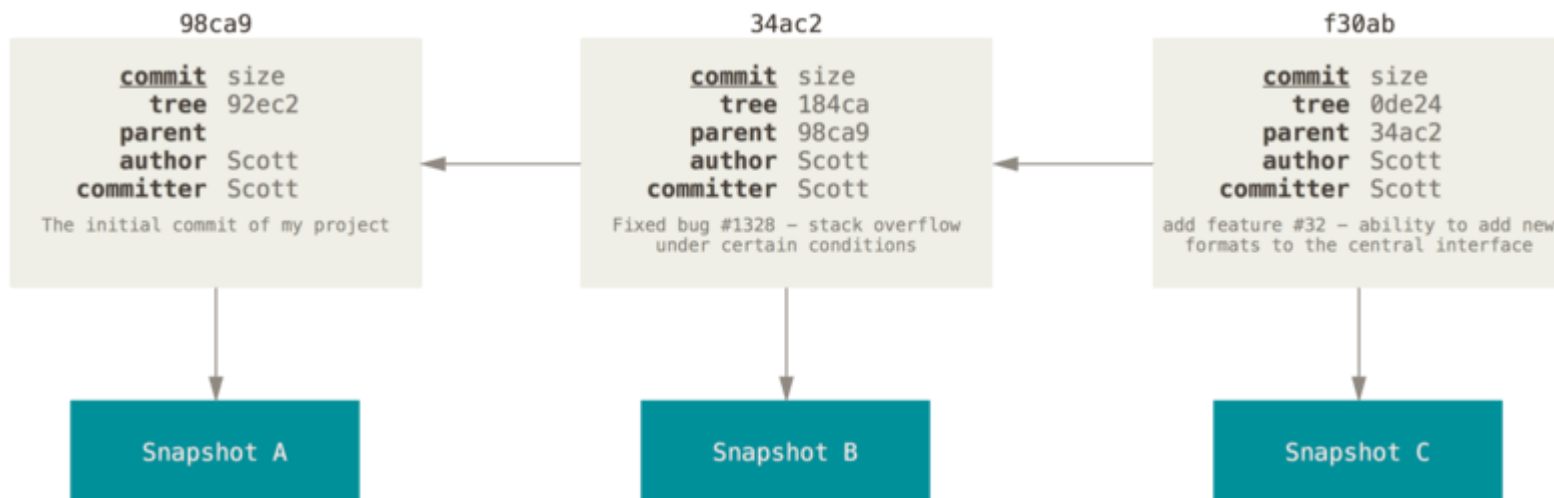 98ca9
commit size
tree 92ec2
parent
author Scott
committer Scott
The initial commit of my project
Snapshot A
34ac2
commit size
tree 184ca
parent 98ca9
author Scott
committer Scott
Fixed bug #1328 – stack overflow
under certain conditions
Snapshot B
f30ab
commit size
tree 0de24
parent 34ac2
author Scott
committer Scott
add feature #32 – ability to add new
formats to the central interface
Snapshot C